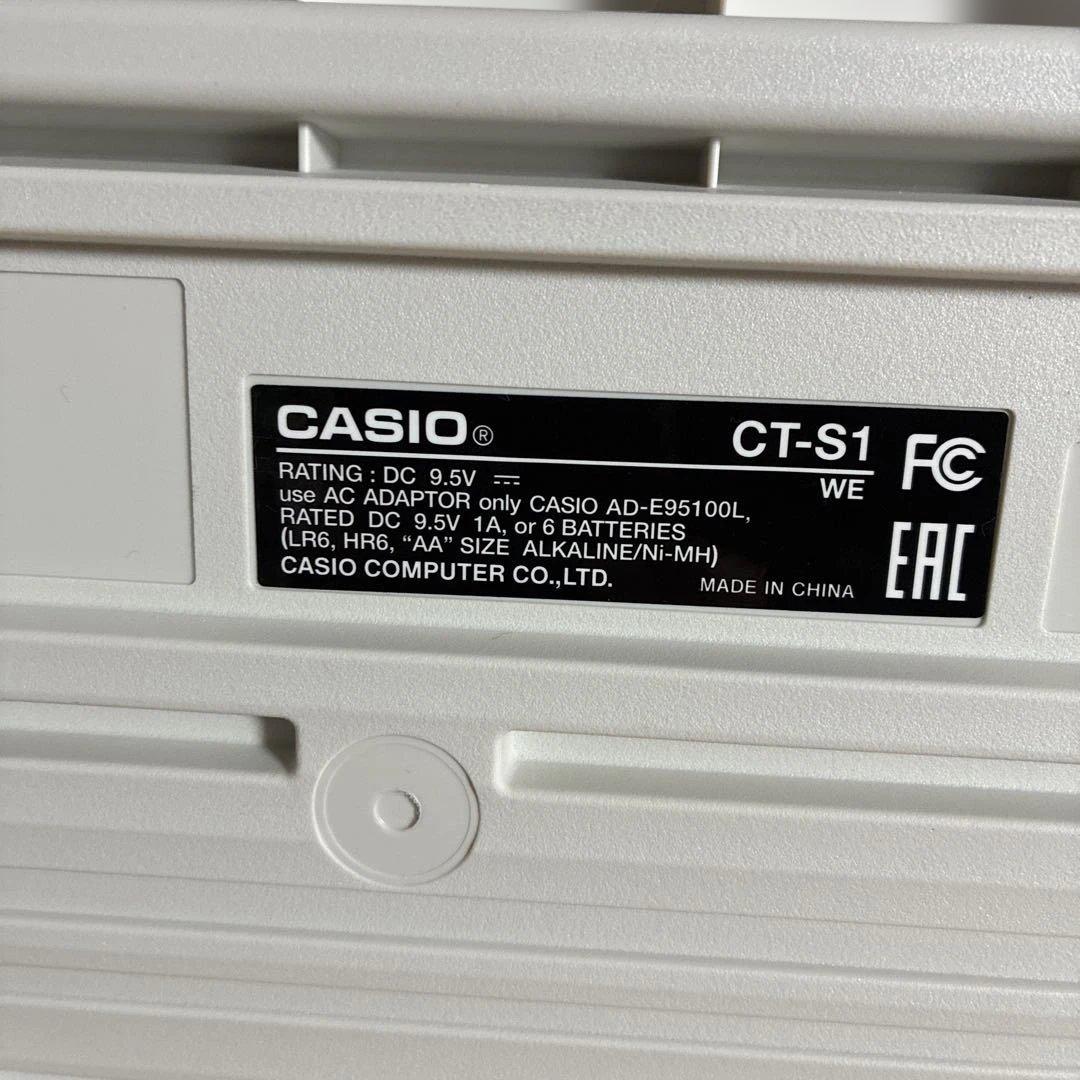 CASIO®
CT-S1
WE
FC
RATING : DC 9.5V ⎓
use AC ADAPTOR only CASIO AD-E95100L,
RATED DC 9.5V 1A, or 6 BATTERIES
(LR6, HR6, “AA” SIZE ALKALINE/Ni-MH)
CASIO COMPUTER CO.,LTD.
MADE IN CHINA
EAC